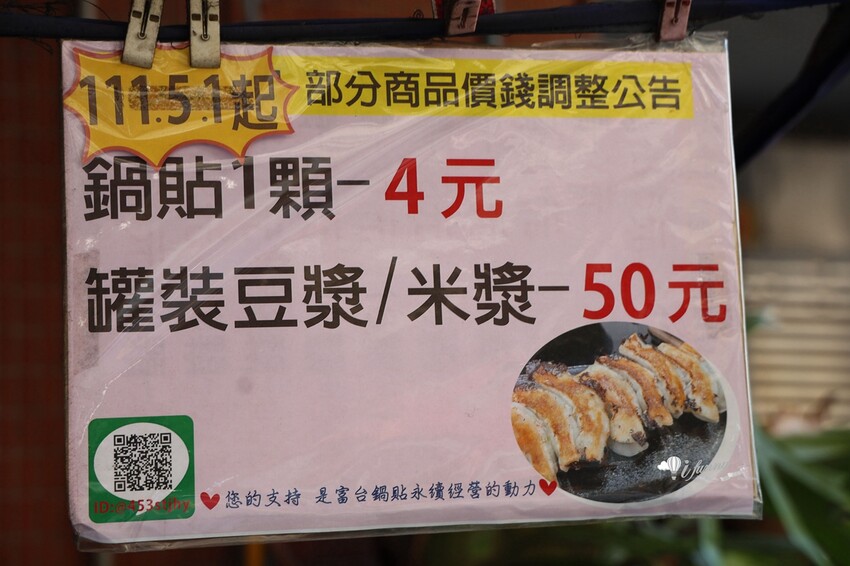 111.5.1起
部分商品價錢調整公告
鍋貼1顆-4元
罐裝豆漿/米漿-50元
您的支持 是富台鍋貼永續經營的動力